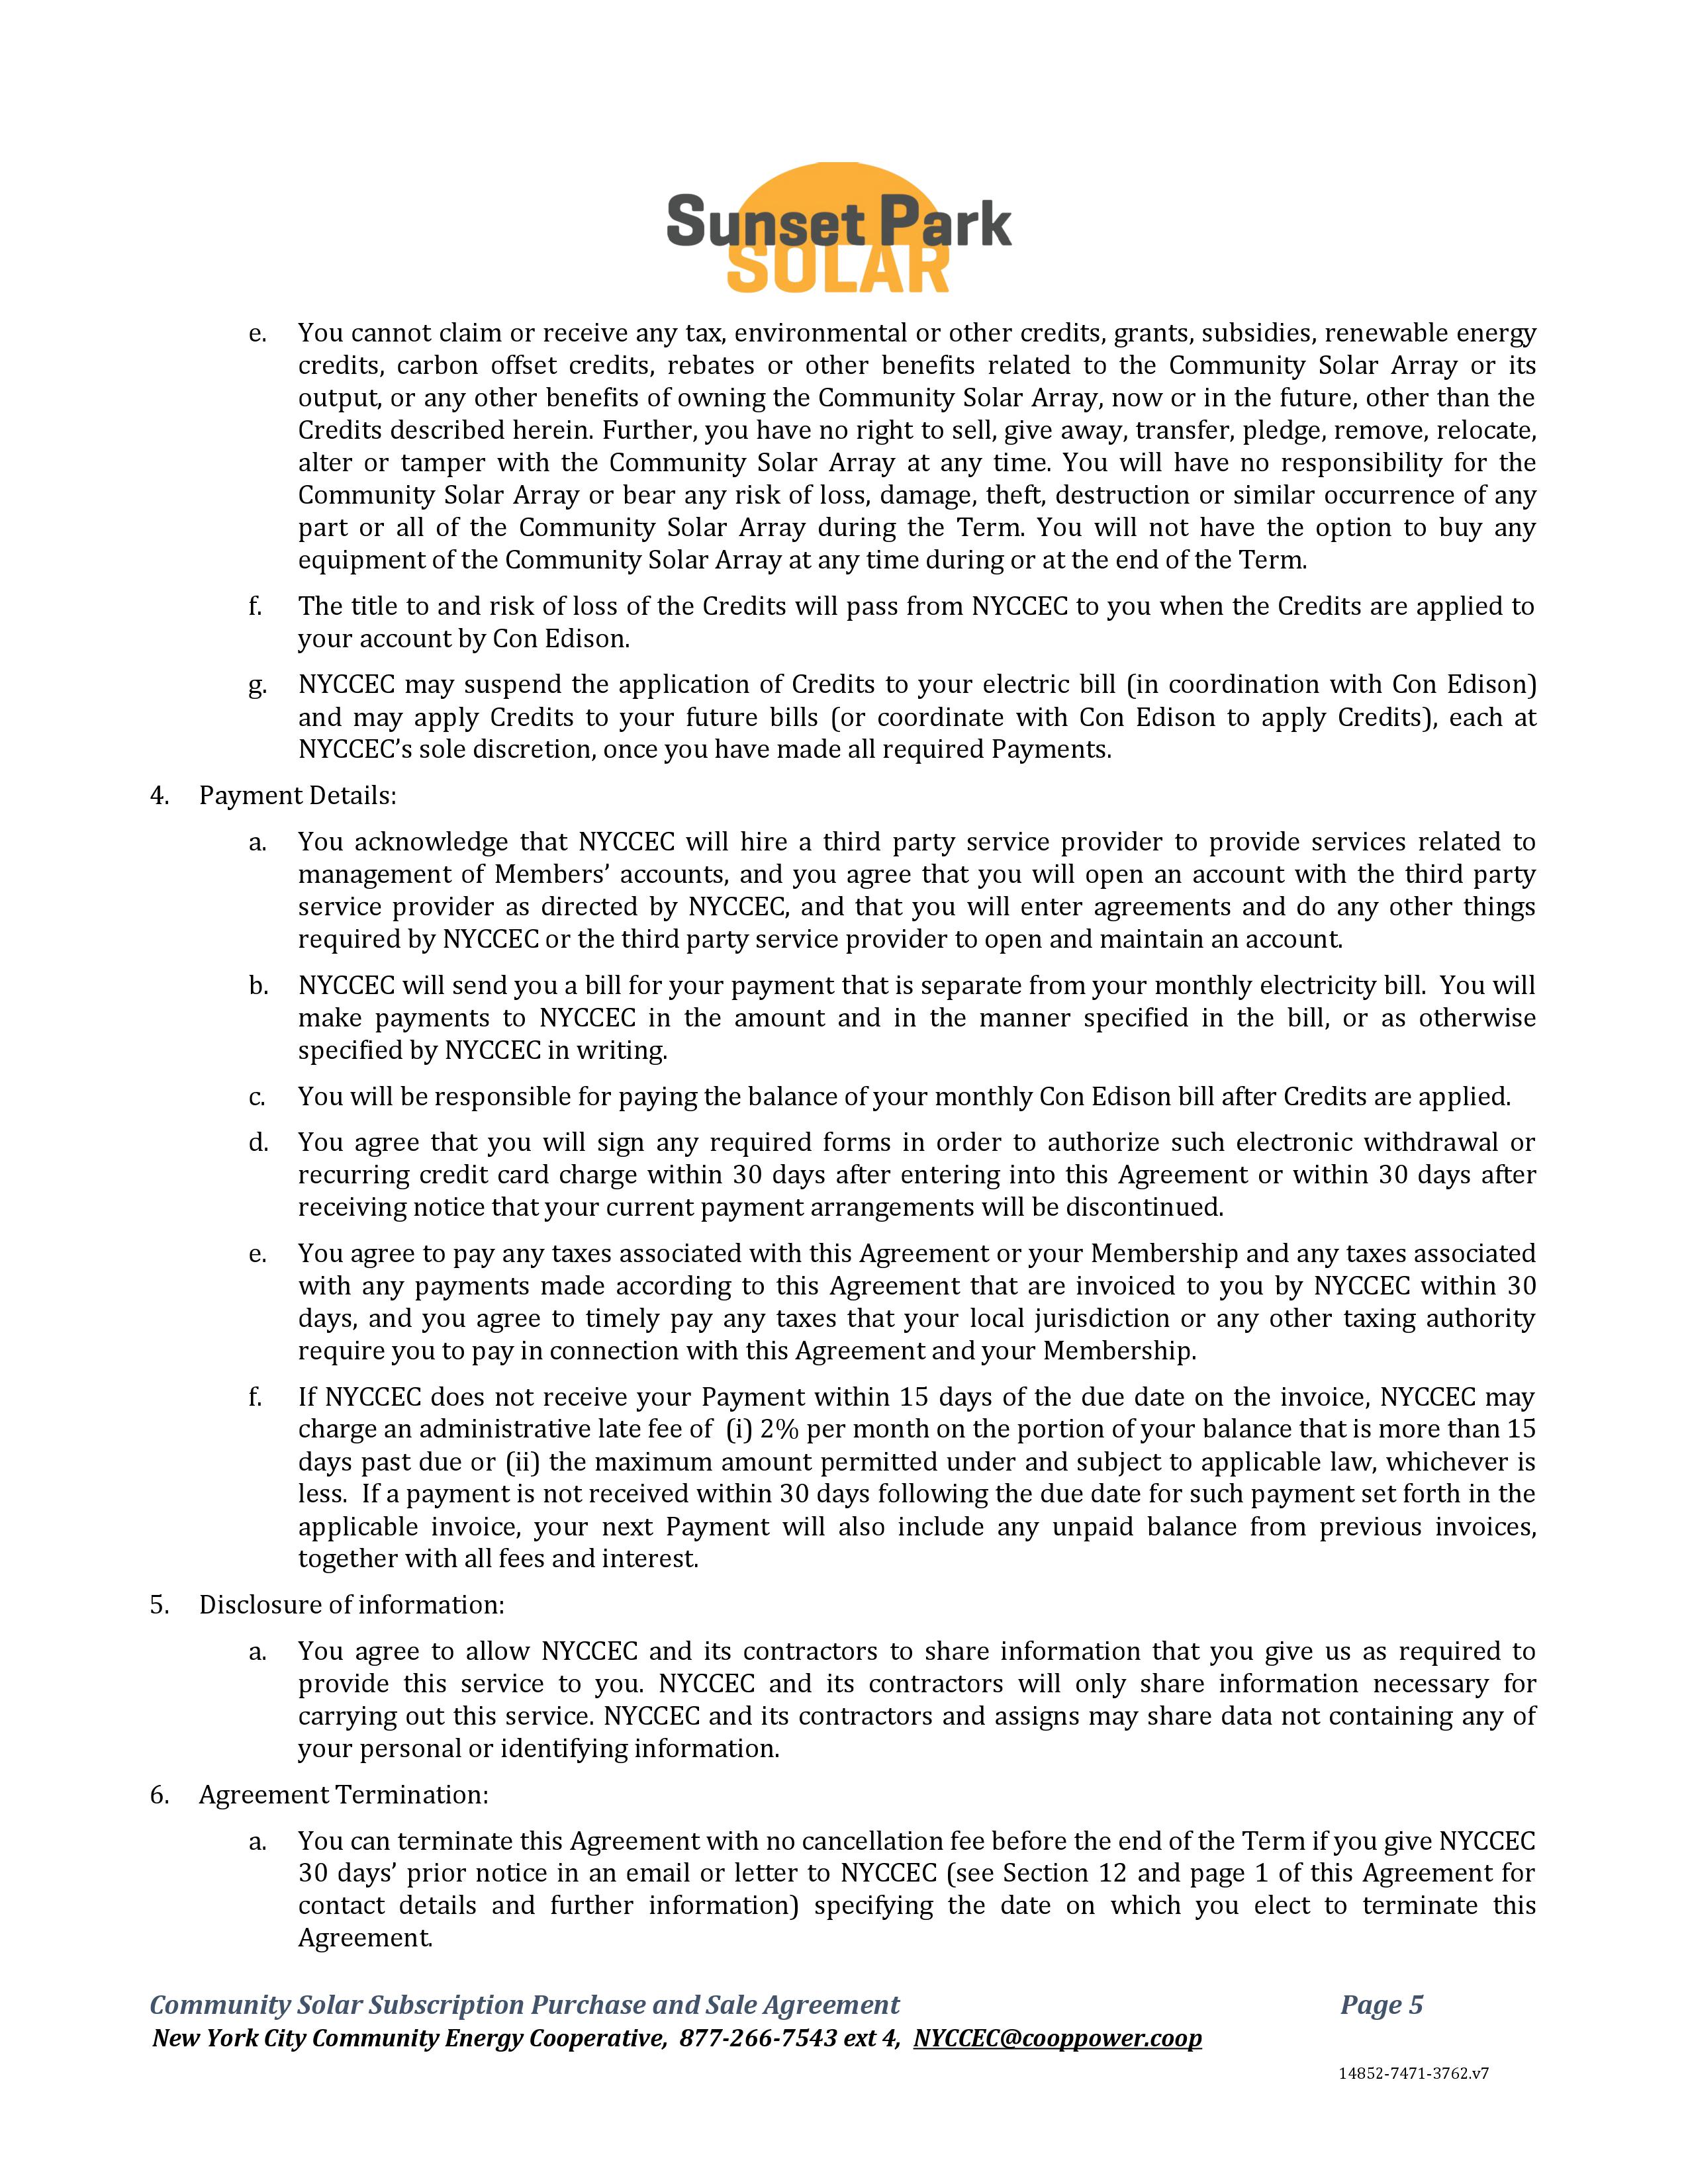 Sunset Park
SOLAR
e. You cannot claim or receive any tax, environmental or other credits, grants, subsidies, renewable energy
credits, carbon offset credits, rebates or other benefits related to the Community Solar Array or its
output, or any other benefits of owning the Community Solar Array, now or in the future, other than the
Credits described herein. Further, you have no right to sell, give away, transfer, pledge, remove, relocate,
alter or tamper with the Community Solar Array at any time. You will have no responsibility for the
Community Solar Array or bear any risk of loss, damage, theft, destruction or similar occurrence of any
part or all of the Community Solar Array during the Term. You will not have the option to buy any
equipment of the Community Solar Array at any time during or at the end of the Term.
f. The title to and risk of loss of the Credits will pass from NYCCEC to you when the Credits are applied to
your account by Con Edison.
g. NYCCEC may suspend the application of Credits to your electric bill (in coordination with Con Edison)
and may apply Credits to your future bills (or coordinate with Con Edison to apply Credits), each at
NYCCEC’s sole discretion, once you have made all required Payments.
4. Payment Details:
a. You acknowledge that NYCCEC will hire a third party service provider to provide services related to
management of Members’ accounts, and you agree that you will open an account with the third party
service provider as directed by NYCCEC, and that you will enter agreements and do any other things
required by NYCCEC or the third party service provider to open and maintain an account.
b. NYCCEC will send you a bill for your payment that is separate from your monthly electricity bill. You will
make payments to NYCCEC in the amount and in the manner specified in the bill, or as otherwise
specified by NYCCEC in writing.
c. You will be responsible for paying the balance of your monthly Con Edison bill after Credits are applied.
d. You agree that you will sign any required forms in order to authorize such electronic withdrawal or
recurring credit card charge within 30 days after entering into this Agreement or within 30 days after
receiving notice that your current payment arrangements will be discontinued.
e. You agree to pay any taxes associated with this Agreement or your Membership and any taxes associated
with any payments made according to this Agreement that are invoiced to you by NYCCEC within 30
days, and you agree to timely pay any taxes that your local jurisdiction or any other taxing authority
require you to pay in connection with this Agreement and your Membership.
f. If NYCCEC does not receive your Payment within 15 days of the due date on the invoice, NYCCEC may
charge an administrative late fee of (i) 2% per month on the portion of your balance that is more than 15
days past due or (ii) the maximum amount permitted under and subject to applicable law, whichever is
less. If a payment is not received within 30 days following the due date for such payment set forth in the
applicable invoice, your next Payment will also include any unpaid balance from previous invoices,
together with all fees and interest.
5. Disclosure of information:
a. You agree to allow NYCCEC and its contractors to share information that you give us as required to
provide this service to you. NYCCEC and its contractors will only share information necessary for
carrying out this service. NYCCEC and its contractors and assigns may share data not containing any of
your personal or identifying information.
6. Agreement Termination:
a. You can terminate this Agreement with no cancellation fee before the end of the Term if you give NYCCEC
30 days’ prior notice in an email or letter to NYCCEC (see Section 12 and page 1 of this Agreement for
contact details and further information) specifying the date on which you elect to terminate this
Agreement.
Community Solar Subscription Purchase and Sale Agreement Page 5
New York City Community Energy Cooperative, 877-266-7543 ext 4, NYCCEC@cooppower.coop
14852-7471-3762.v7